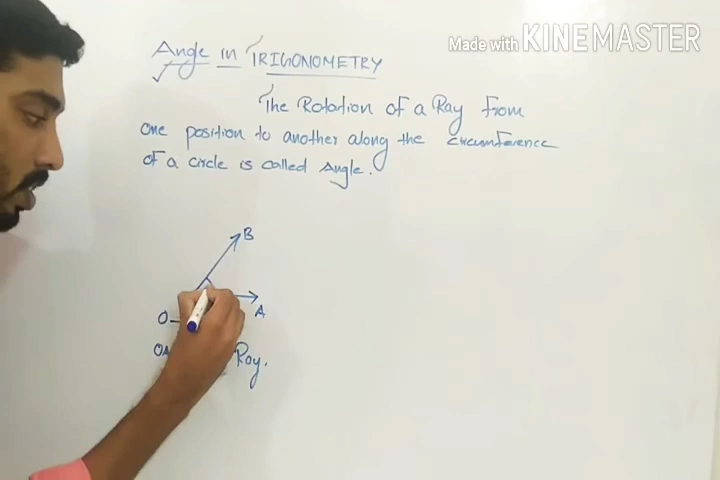 Made with KINEMASTER
Angle in TRIGONOMETRY
The Rotation of a Ray from
one position to another along the circumference
of a circle is called Angle.
B
O
A
OA
Ray.